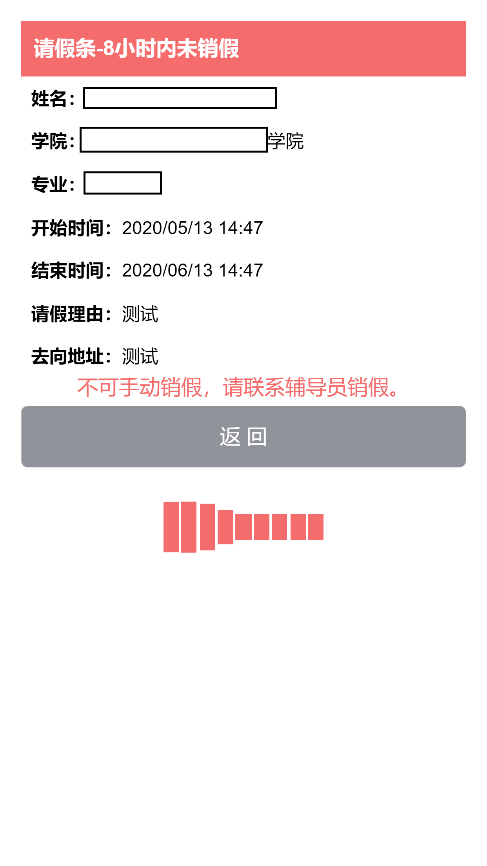 请假条-8小时内未销假
姓名：
学院：学院
专业：
开始时间：2020/05/13 14:47
结束时间：2020/06/13 14:47
请假理由：测试
去向地址：测试
不可手动销假，请联系辅导员销假。
返 回